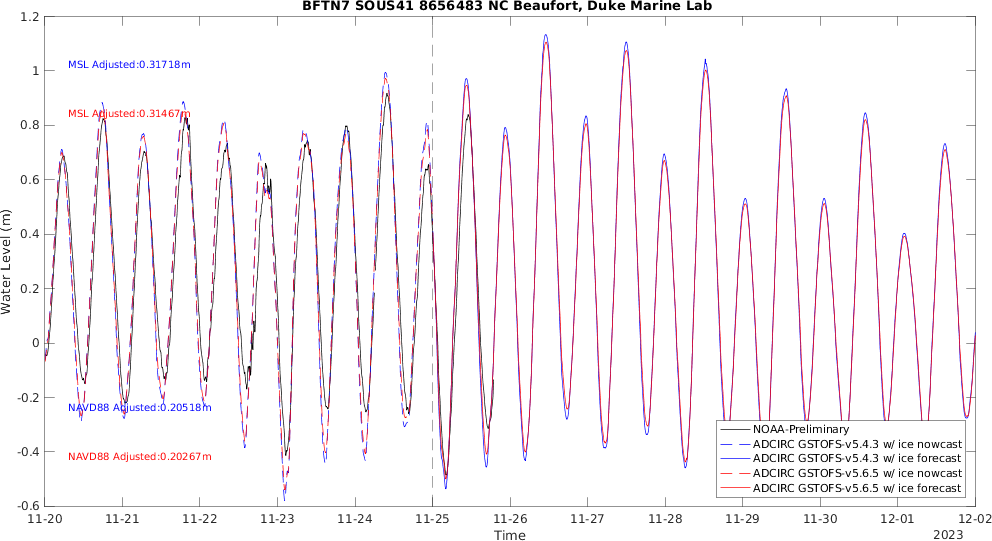 BFTN7 SOUS41 8656483 NC Beaufort, Duke Marine Lab
1.2
1
0.8
0.6
0.4
0.2
0
-0.2
-0.4
-0.6
Water Level (m)
MSL Adjusted:0.31718m
MSL Adjusted:0.31467m
NAVD88 Adjusted:0.20518m
NAVD88 Adjusted:0.20267m
NOAA-Preliminary
ADCIRC GSTOFS-v5.4.3 w/ ice nowcast
ADCIRC GSTOFS-v5.4.3 w/ ice forecast
ADCIRC GSTOFS-v5.6.5 w/ ice nowcast
ADCIRC GSTOFS-v5.6.5 w/ ice forecast
11-20 11-21 11-22 11-23 11-24 11-25 11-26 11-27 11-28 11-29 11-30 12-01 12-02
2023
Time